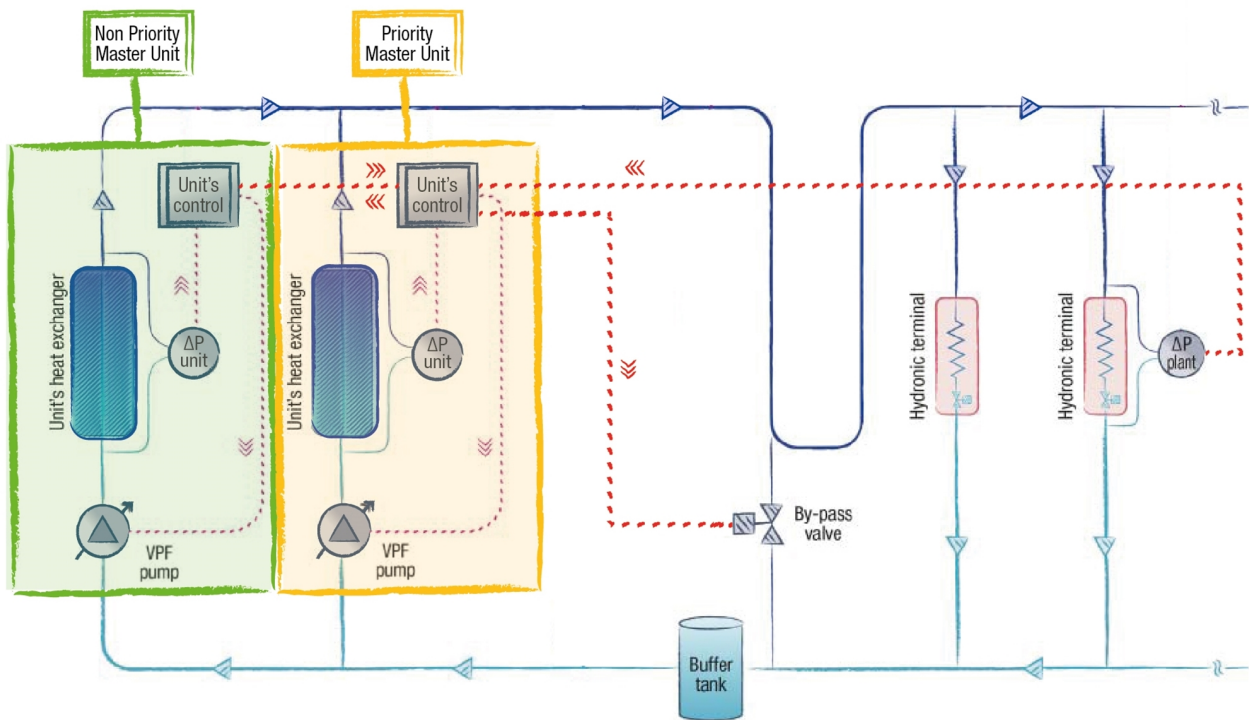 Non Priority
Master Unit
Priority
Master Unit
Unit's
control
Unit's
control
Unit's heat exchanger
ΔP
unit
Unit's heat exchanger
ΔP
unit
Hydronic terminal
Hydronic terminal
ΔP
plant
VPF
pump
VPF
pump
By-pass
valve
Buffer
tank